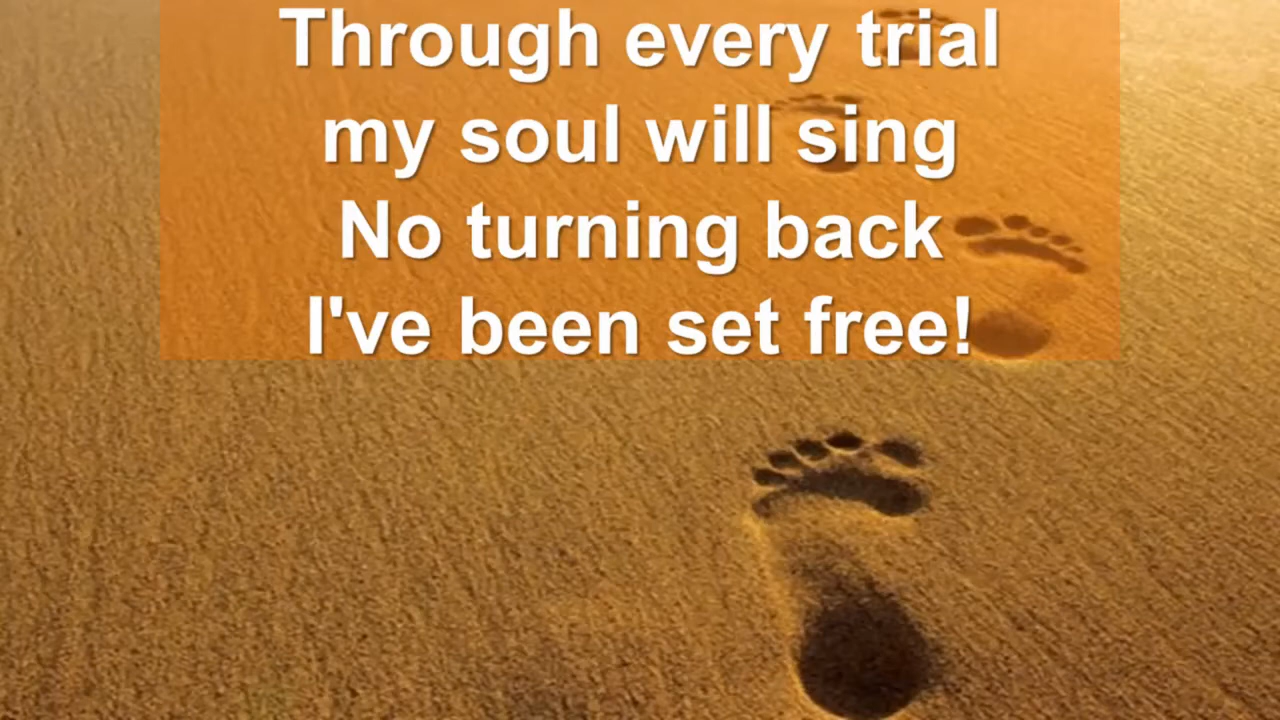 Through every trial
my soul will sing
No turning back
I've been set free!